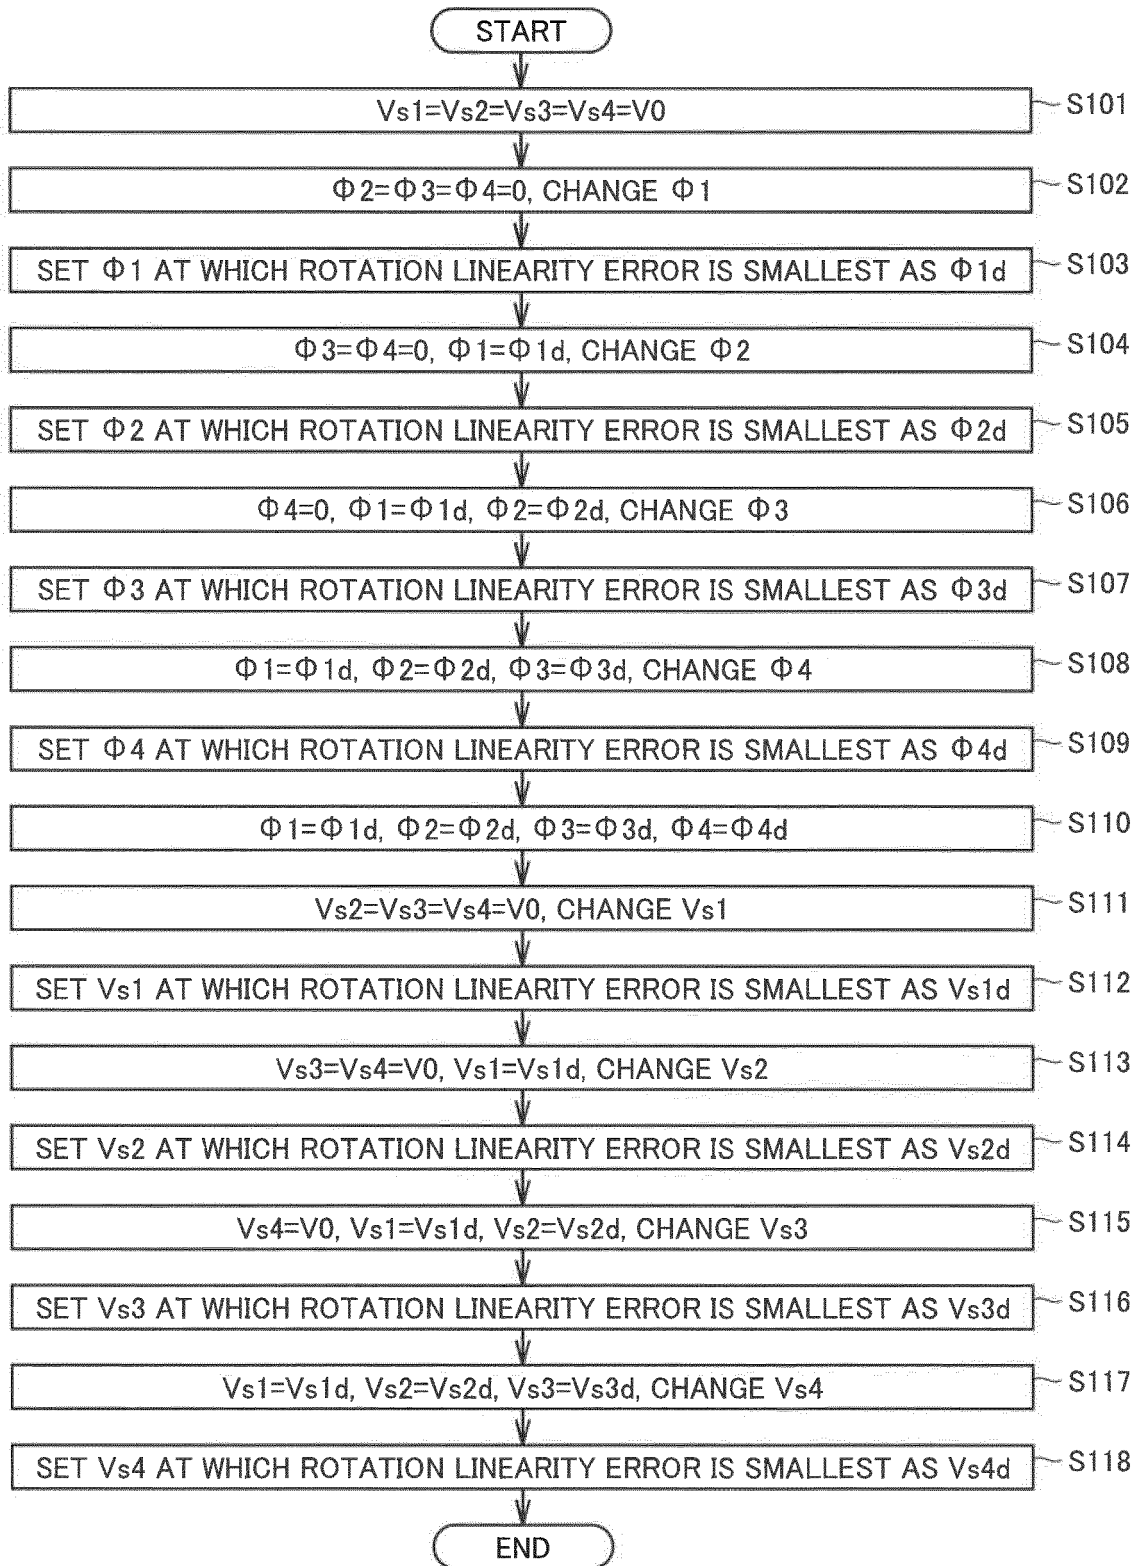 START
Vs1=Vs2=Vs3=Vs4=V0
S101
Φ2=Φ3=Φ4=0, CHANGE Φ1
S102
SET Φ1 AT WHICH ROTATION LINEARITY ERROR IS SMALLEST AS Φ1d
S103
Φ3=Φ4=0, Φ1=Φ1d, CHANGE Φ2
S104
SET Φ2 AT WHICH ROTATION LINEARITY ERROR IS SMALLEST AS Φ2d
S105
Φ4=0, Φ1=Φ1d, Φ2=Φ2d, CHANGE Φ3
S106
SET Φ3 AT WHICH ROTATION LINEARITY ERROR IS SMALLEST AS Φ3d
S107
Φ1=Φ1d, Φ2=Φ2d, Φ3=Φ3d, CHANGE Φ4
S108
SET Φ4 AT WHICH ROTATION LINEARITY ERROR IS SMALLEST AS Φ4d
S109
Φ1=Φ1d, Φ2=Φ2d, Φ3=Φ3d, Φ4=Φ4d
S110
Vs2=Vs3=Vs4=V0, CHANGE Vs1
S111
SET Vs1 AT WHICH ROTATION LINEARITY ERROR IS SMALLEST AS Vs1d
S112
Vs3=Vs4=V0, Vs1=Vs1d, CHANGE Vs2
S113
SET Vs2 AT WHICH ROTATION LINEARITY ERROR IS SMALLEST AS Vs2d
S114
Vs4=V0, Vs1=Vs1d, Vs2=Vs2d, CHANGE Vs3
S115
SET Vs3 AT WHICH ROTATION LINEARITY ERROR IS SMALLEST AS Vs3d
S116
Vs1=Vs1d, Vs2=Vs2d, Vs3=Vs3d, CHANGE Vs4
S117
SET Vs4 AT WHICH ROTATION LINEARITY ERROR IS SMALLEST AS Vs4d
S118
END